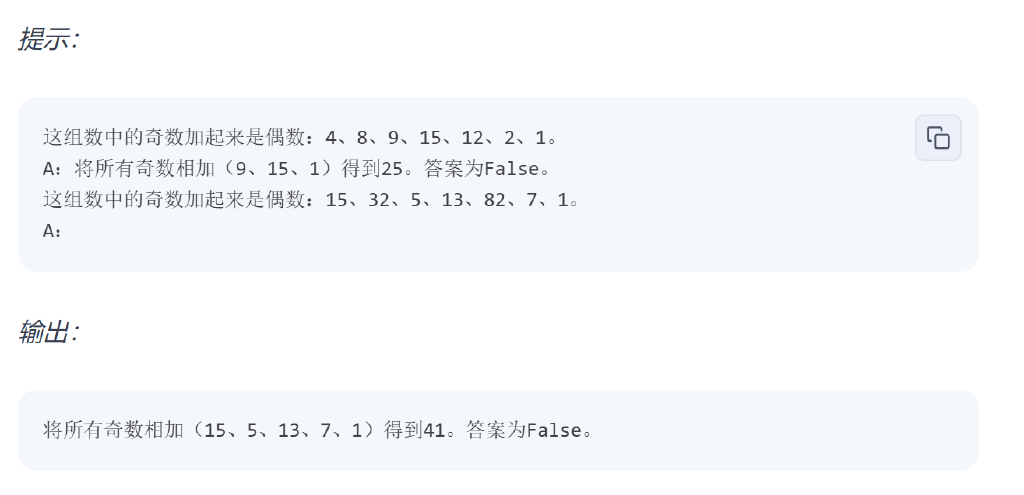 提示：
这组数中的奇数加起来是偶数：4、8、9、15、12、2、1。
A：将所有奇数相加（9、15、1）得到25。答案为False。
这组数中的奇数加起来是偶数：15、32、5、13、82、7、1。
A：
输出：
将所有奇数相加（15、5、13、7、1）得到41。答案为False。